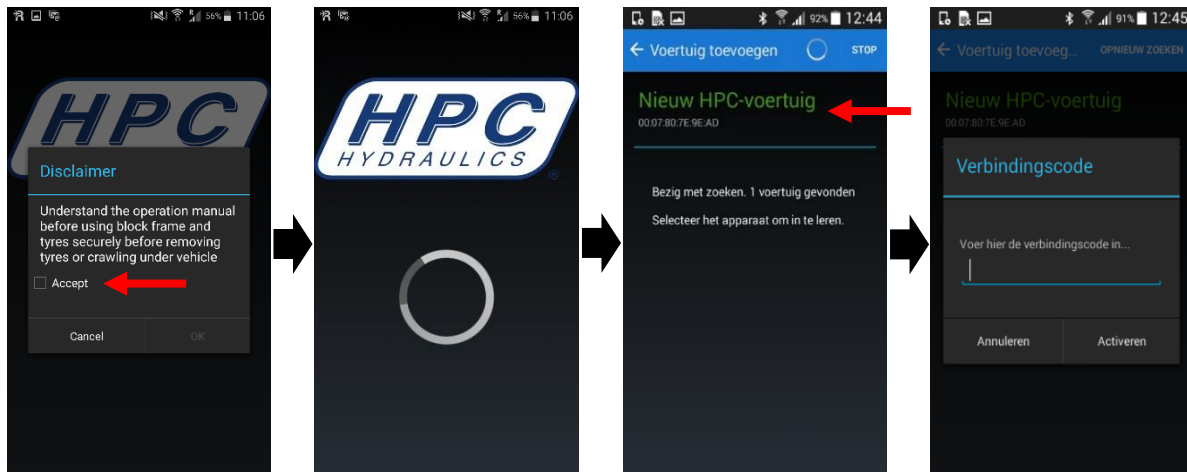 56% 11:06
HPC
Disclaimer
Understand the operation manual
before using block frame and
tyres securely before removing
tyres or crawling under vehicle
Accept
Cancel
OK
56% 11:06
HPC
HYDRAULICS
®
92% 12:44
Voertuig toevoegen
STOP
Nieuw HPC-voertuig
00:07:80:7E:9E:AD
Bezig met zoeken. 1 voertuig gevonden
Selecteer het apparaat om in te leren.
91% 12:45
Voertuig toevoeg...
OPNIEUW ZOEKEN
Nieuw HPC-voertuig
00:07:80:7E:9E:AD
Verbindingscode
Voer hier de verbindingscode in...
Annuleren
Activeren